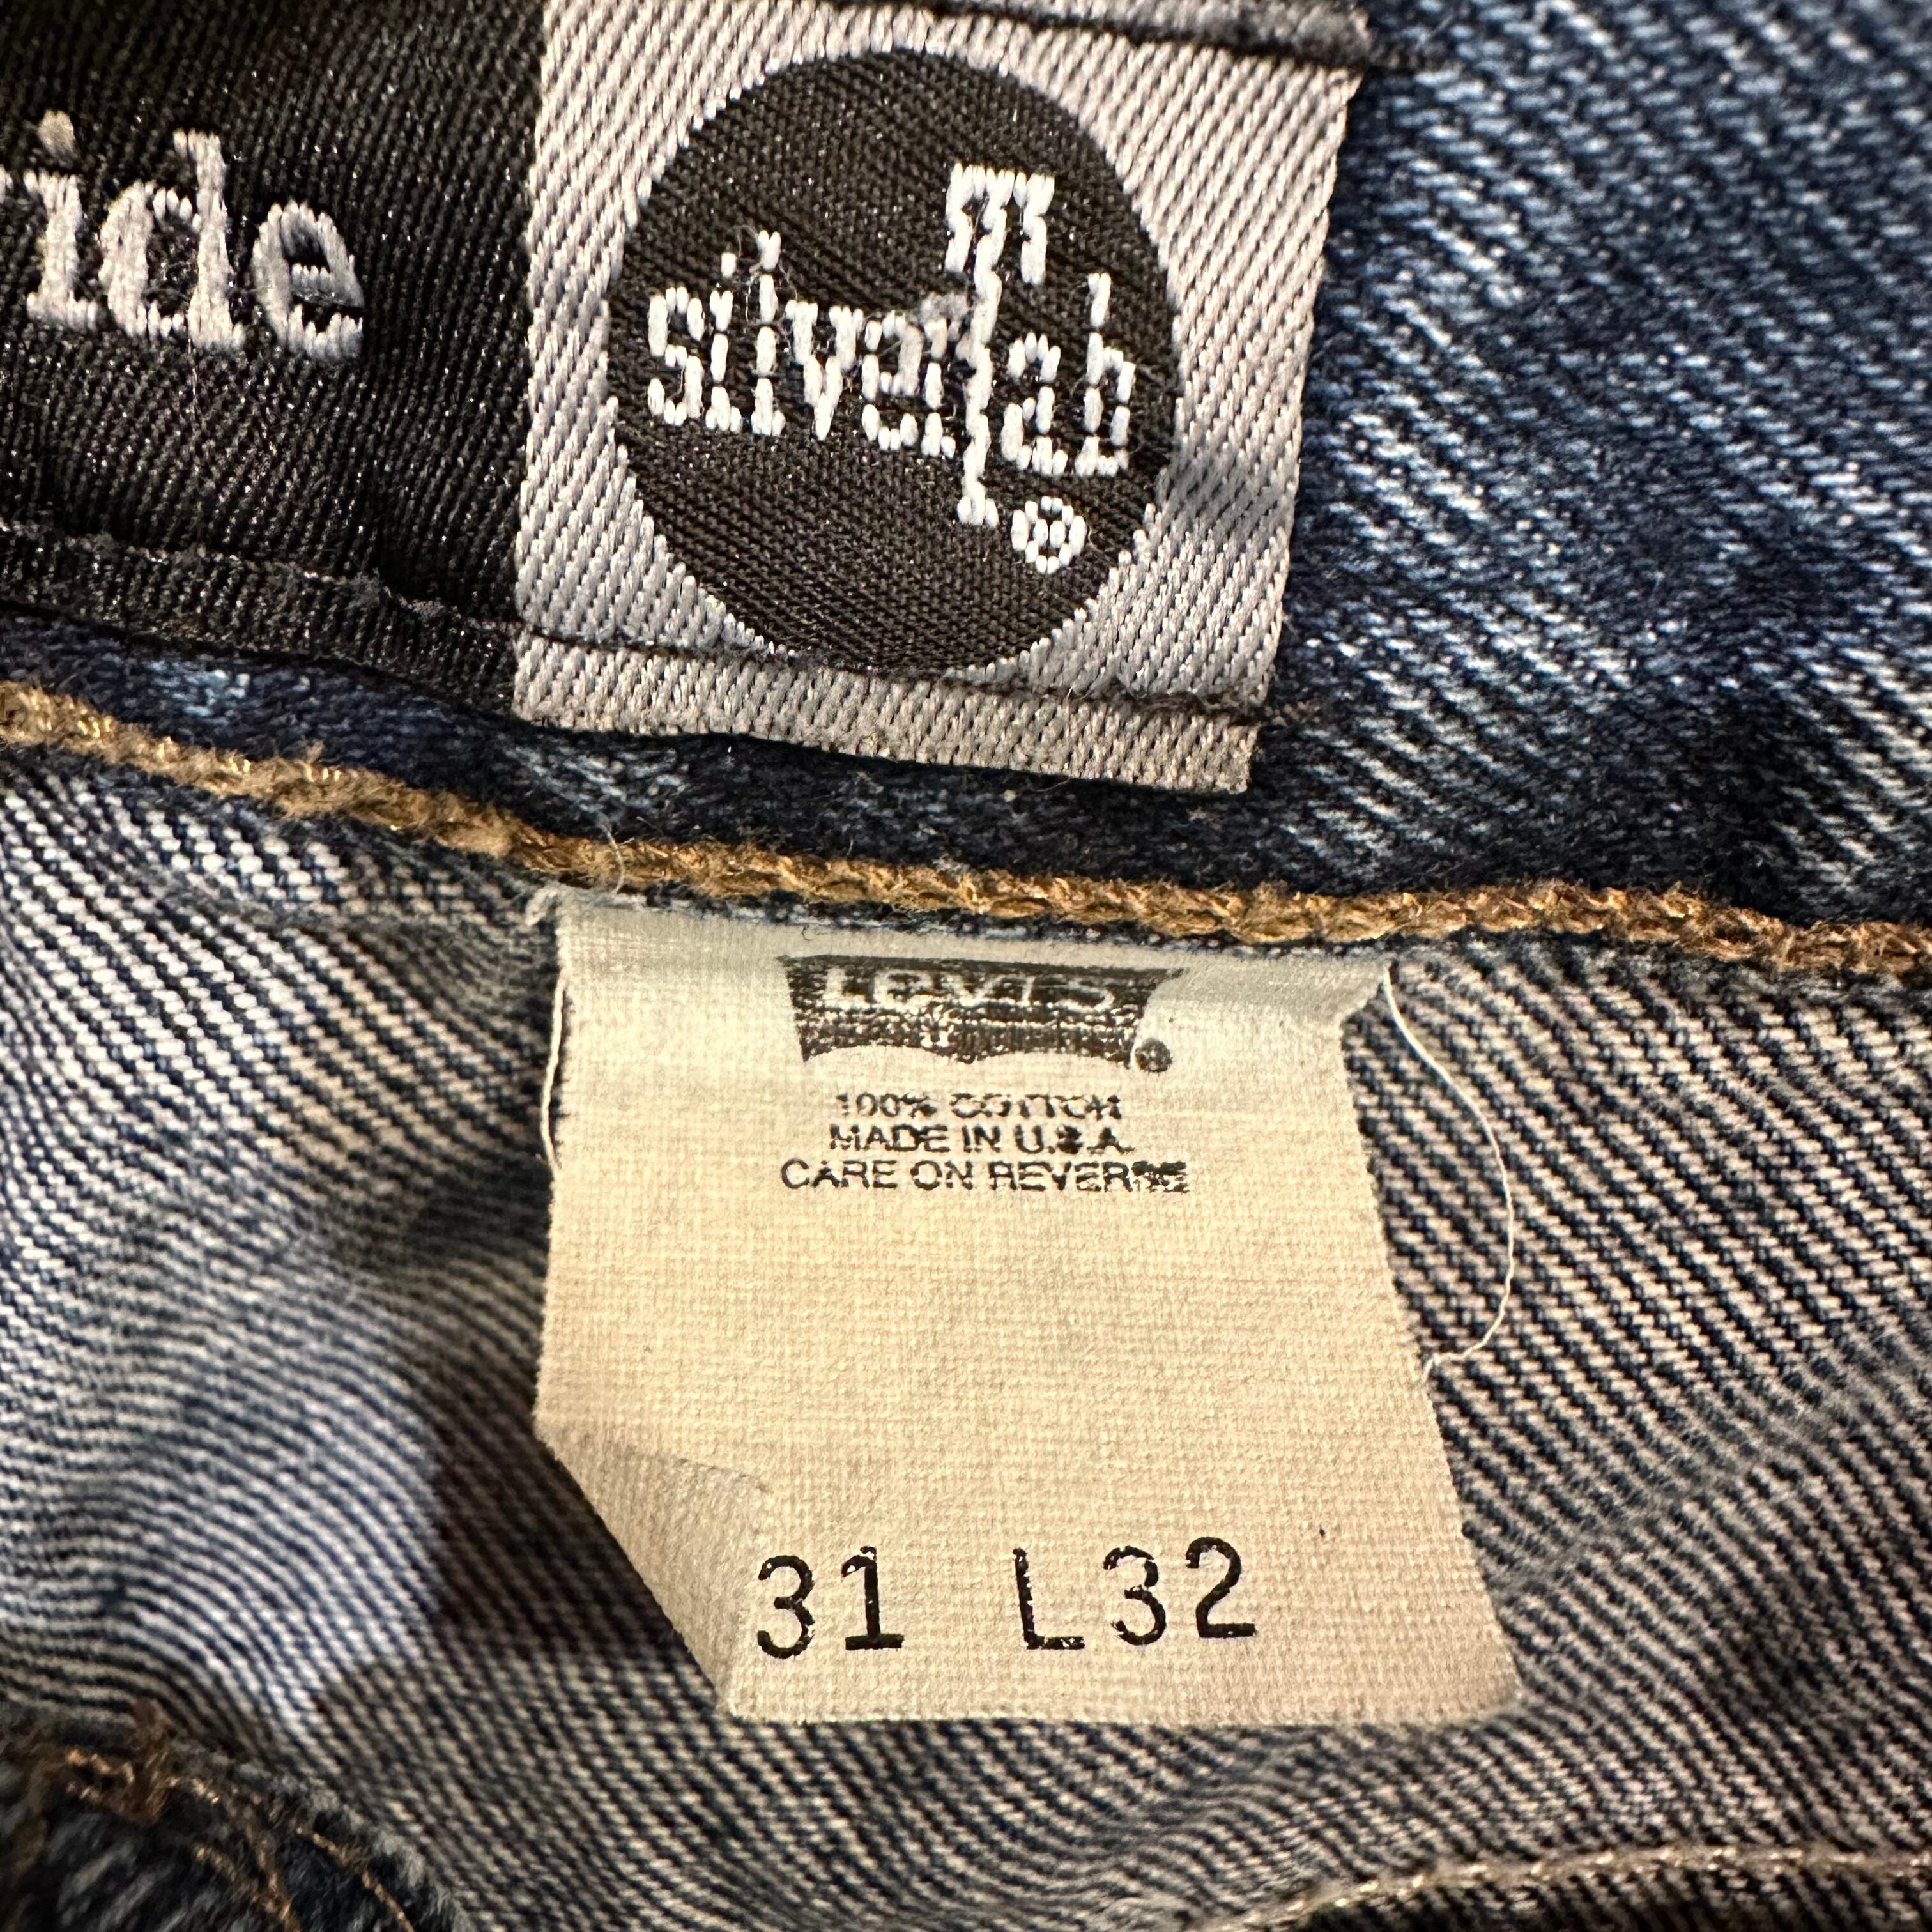 ide
silverTab®
LEVI'S
®
100% COTTON
MADE IN U.S.A.
CARE ON REVERSE
31 L32